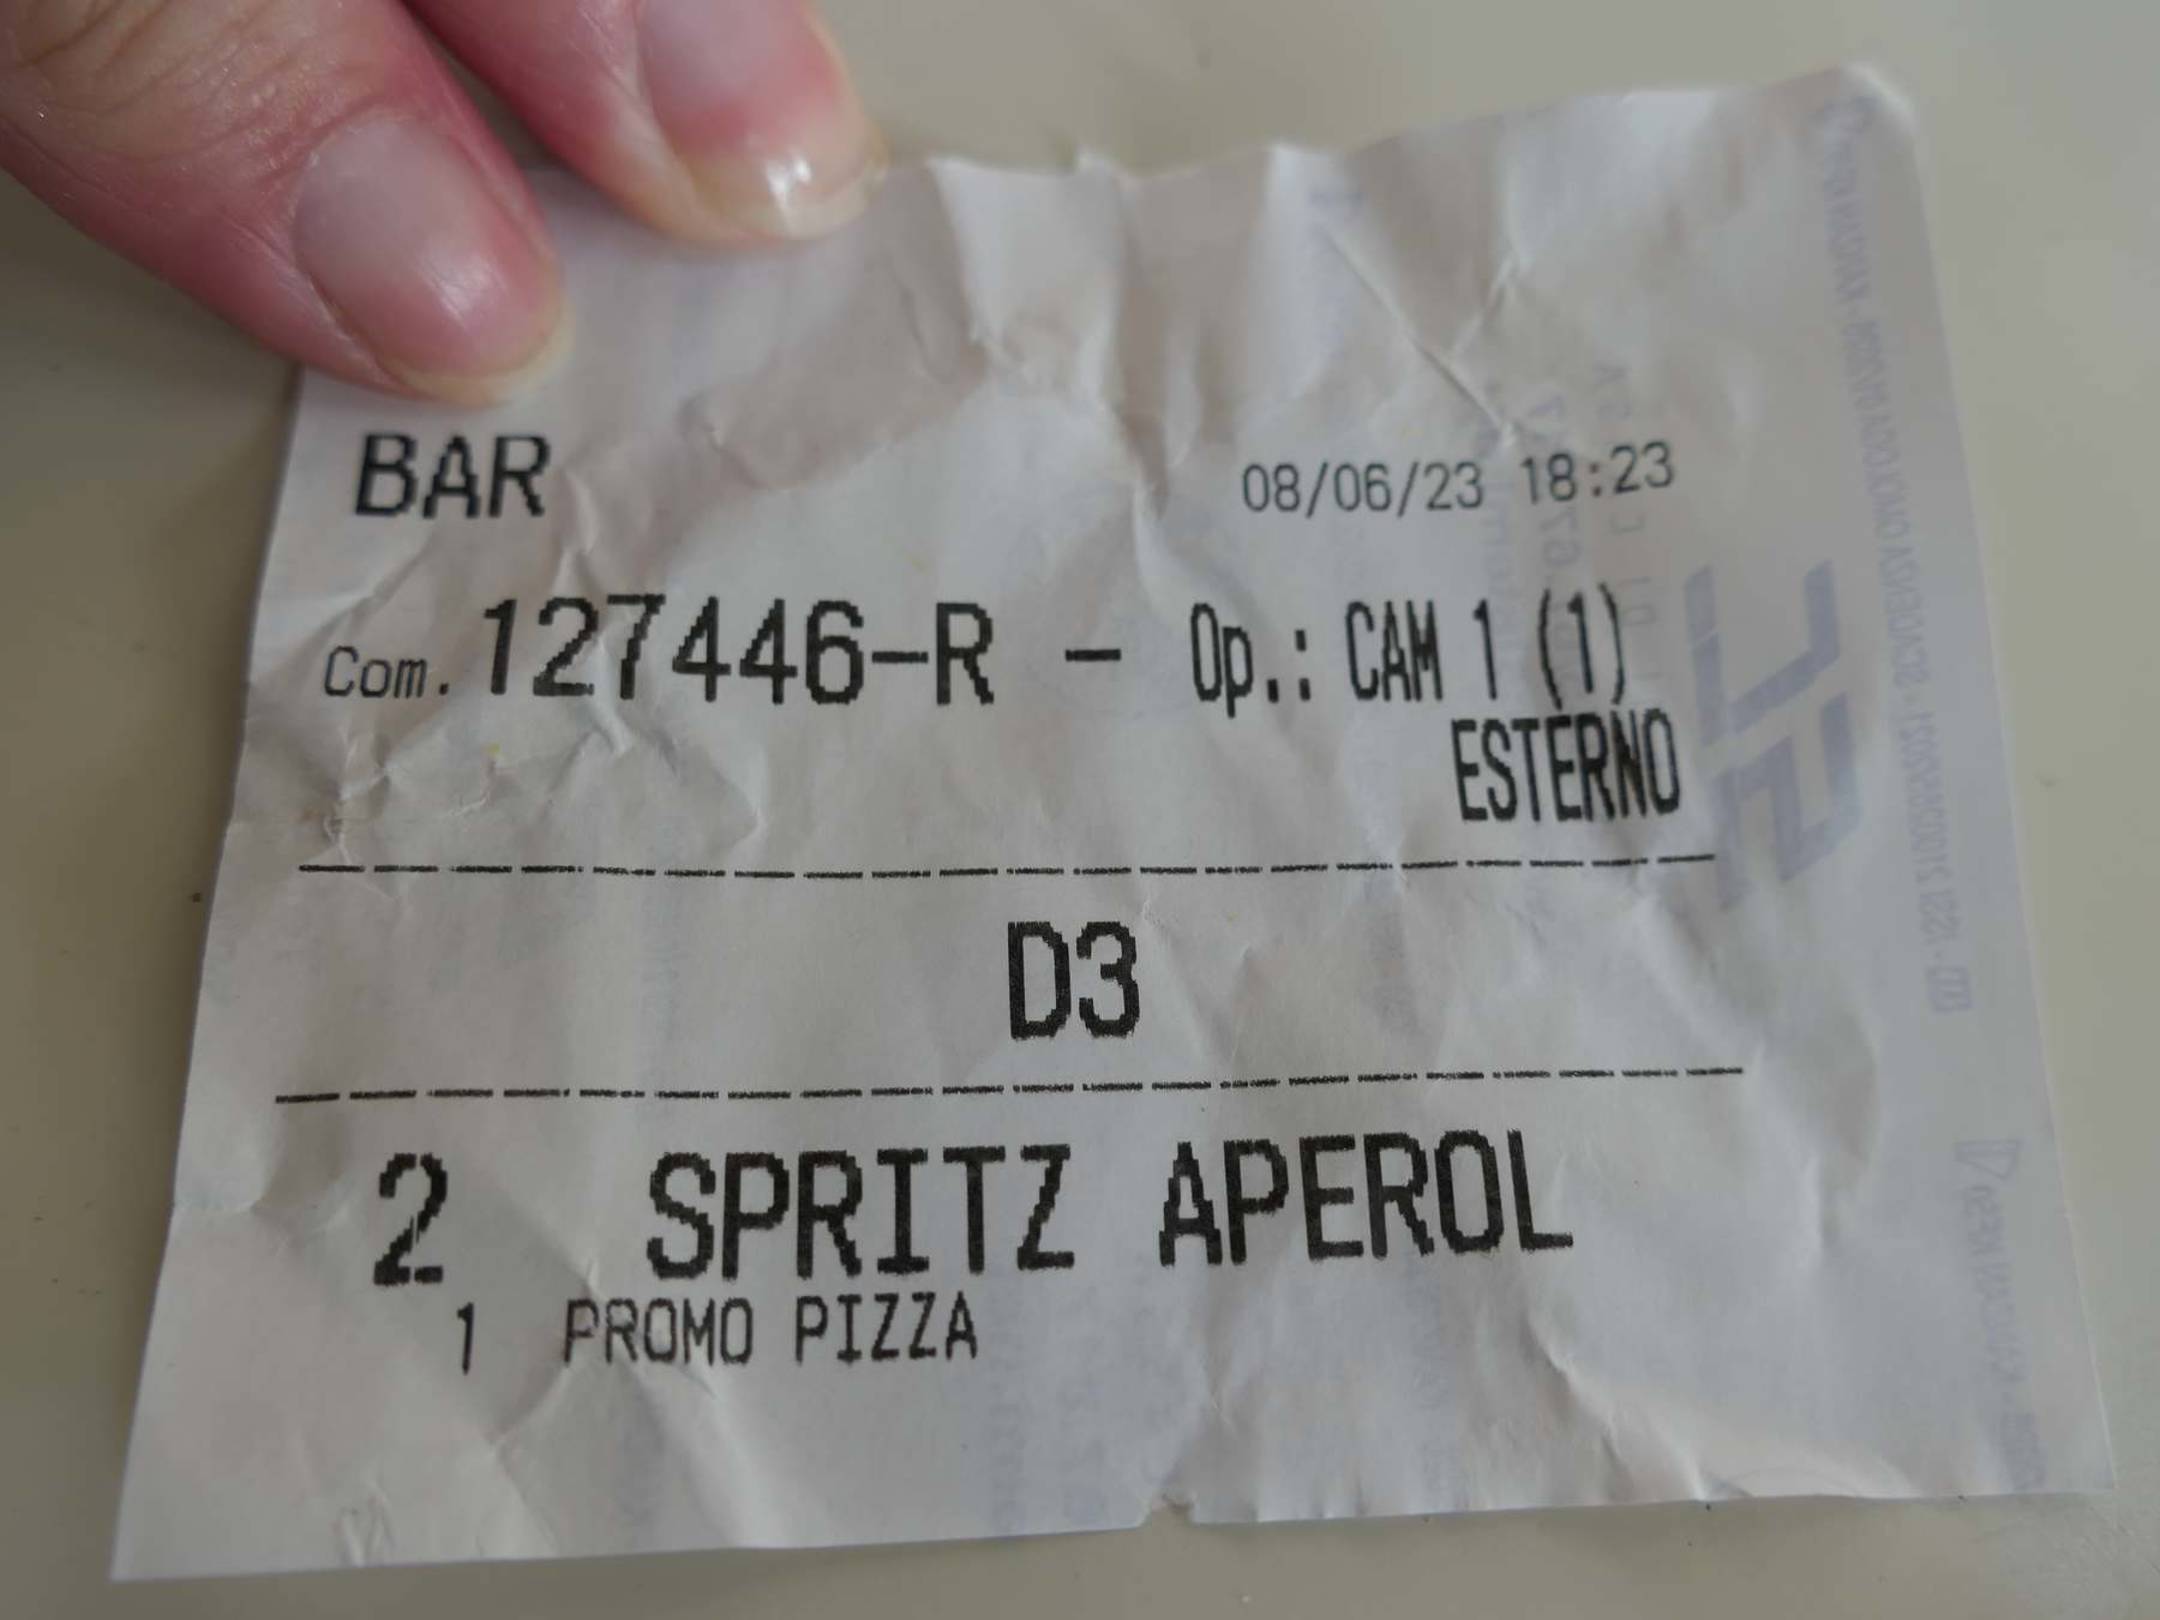 BAR 08/06/23 18:23
Com. 127446-R - Op.: CAM 1 (1)
ESTERNO
D3
2 SPRITZ APEROL
1 PROMO PIZZA